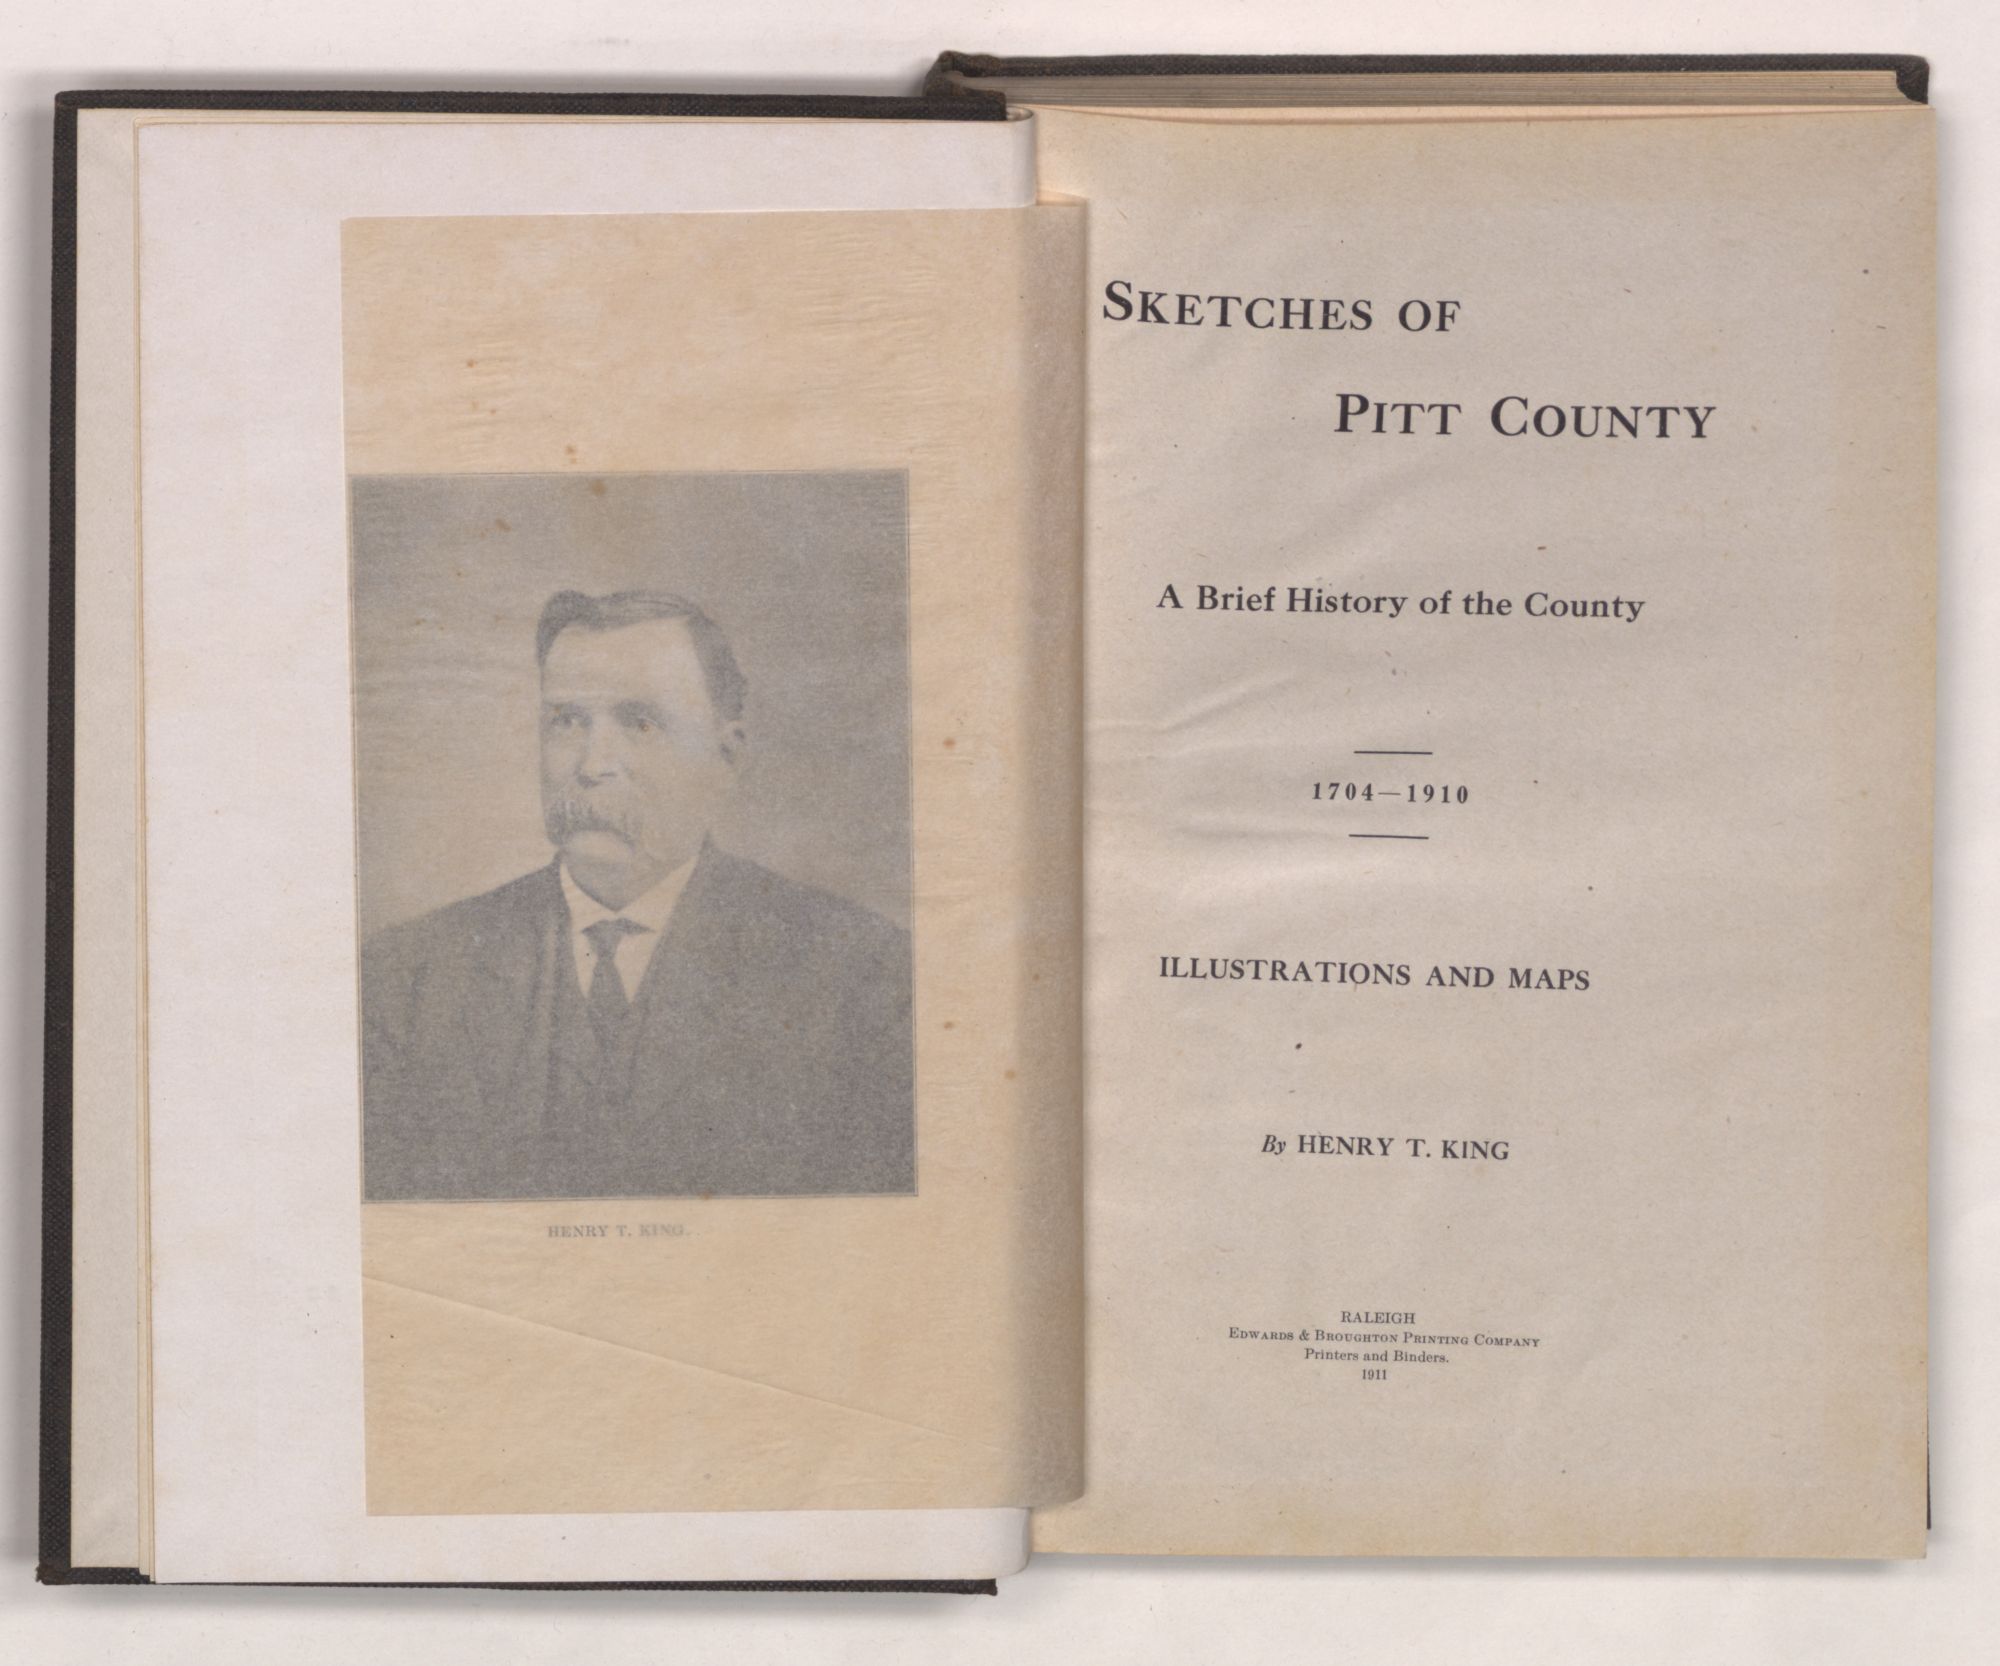 HENRY T. KING.
SKETCHES OF
PITT COUNTY
A Brief History of the County
1704—1910
ILLUSTRATIONS AND MAPS
By HENRY T. KING
RALEIGH
EDWARDS & BROUGHTON PRINTING COMPANY
Printers and Binders.
1911